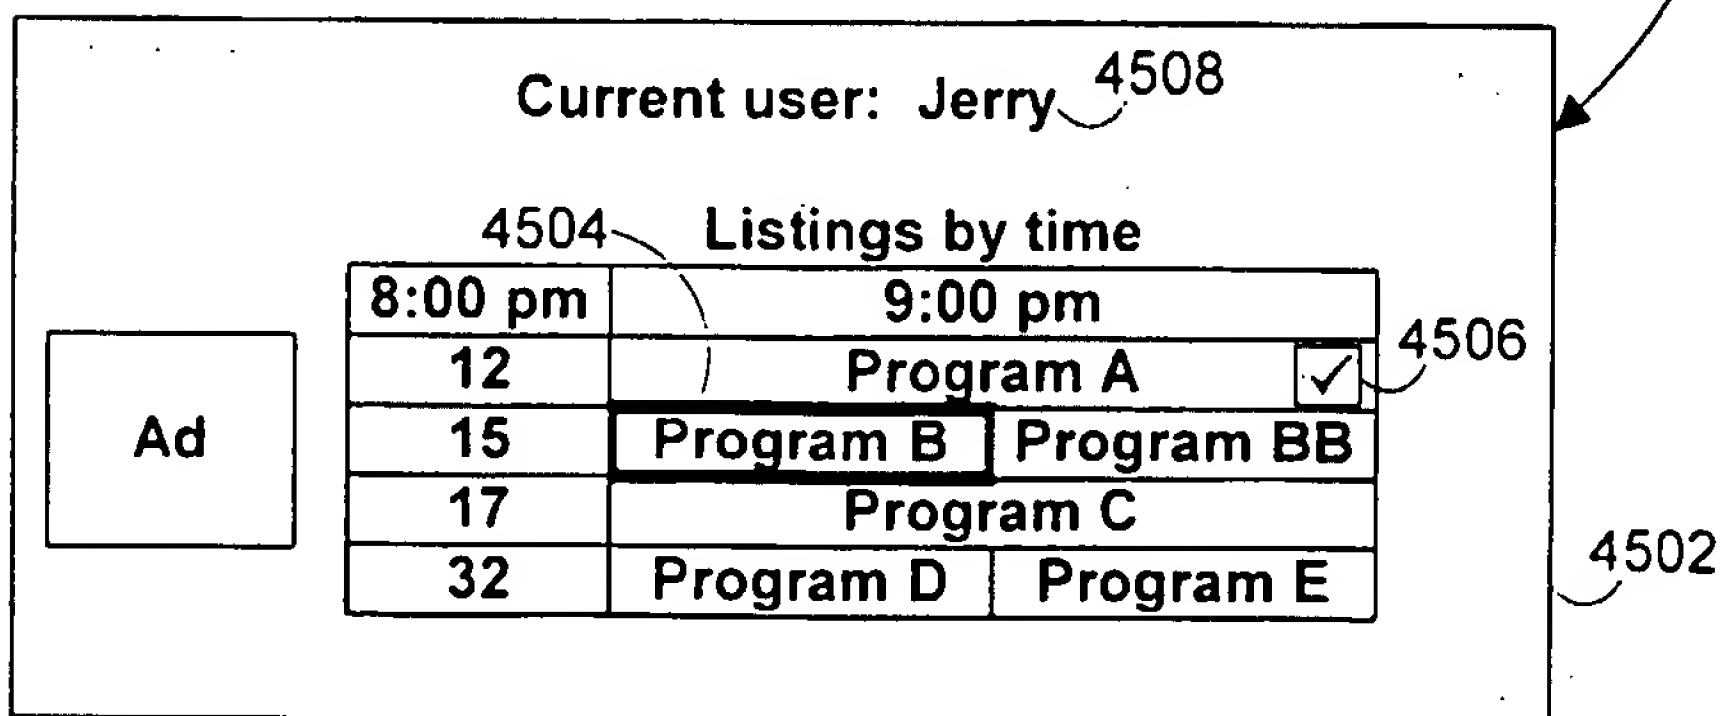 Current user: Jerry 4508
4504 Listings by time
8:00 pm 9:00 pm
12 Program A 4506
Ad 15 Program B Program BB
17 Program C
32 Program D Program E 4502